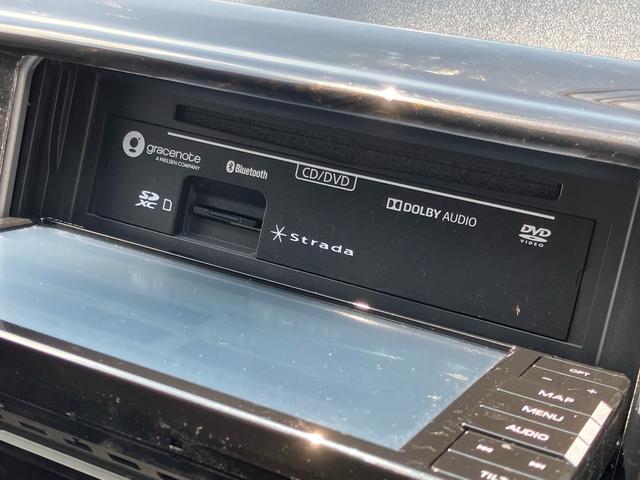 gracenote
A NIELSEN COMPANY
Bluetooth
CD/DVD
DOLBY AUDIO
DVD
VIDEO
SD
XC
Strada
OPT
- +
MAP
MENU
AUDIO
TILT